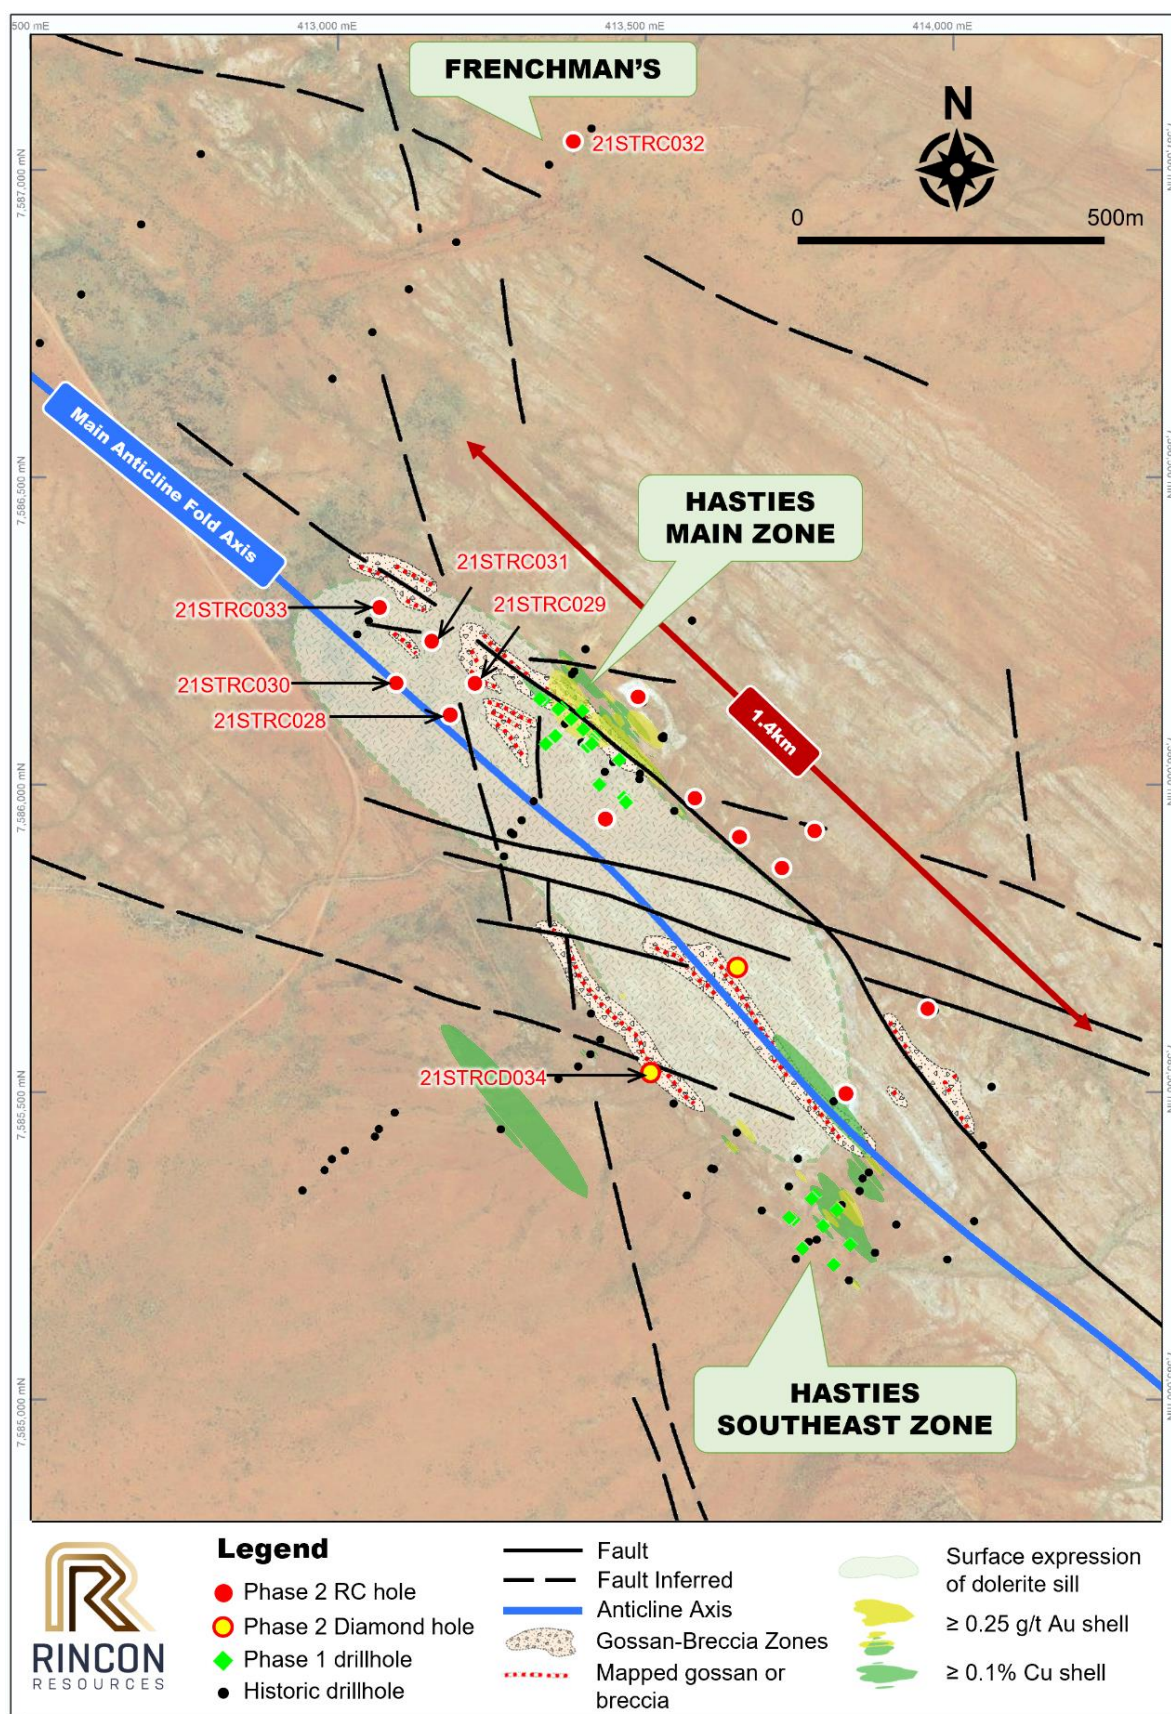 500 mE
413,000 mE
413,500 mE
414,000 mE
FRENCHMAN'S
21STRC032
N
0
500m
7,587,000 mN
Main Anticline Fold Axis
7,586,500 mN
HASTIES
MAIN ZONE
21STRC031
21STRC029
21STRC033
21STRC030
21STRC028
1.4km
7,586,000 mN
21STRCD034
7,585,500 mN
HASTIES
SOUTHEAST ZONE
7,585,000 mN
RINCON
RESOURCES
Legend
Phase 2 RC hole
Phase 2 Diamond hole
Phase 1 drillhole
Historic drillhole
Fault
Fault Inferred
Anticline Axis
Gossan-Breccia Zones
Mapped gossan or
breccia
Surface expression
of dolerite sill
≥ 0.25 g/t Au shell
≥ 0.1% Cu shell